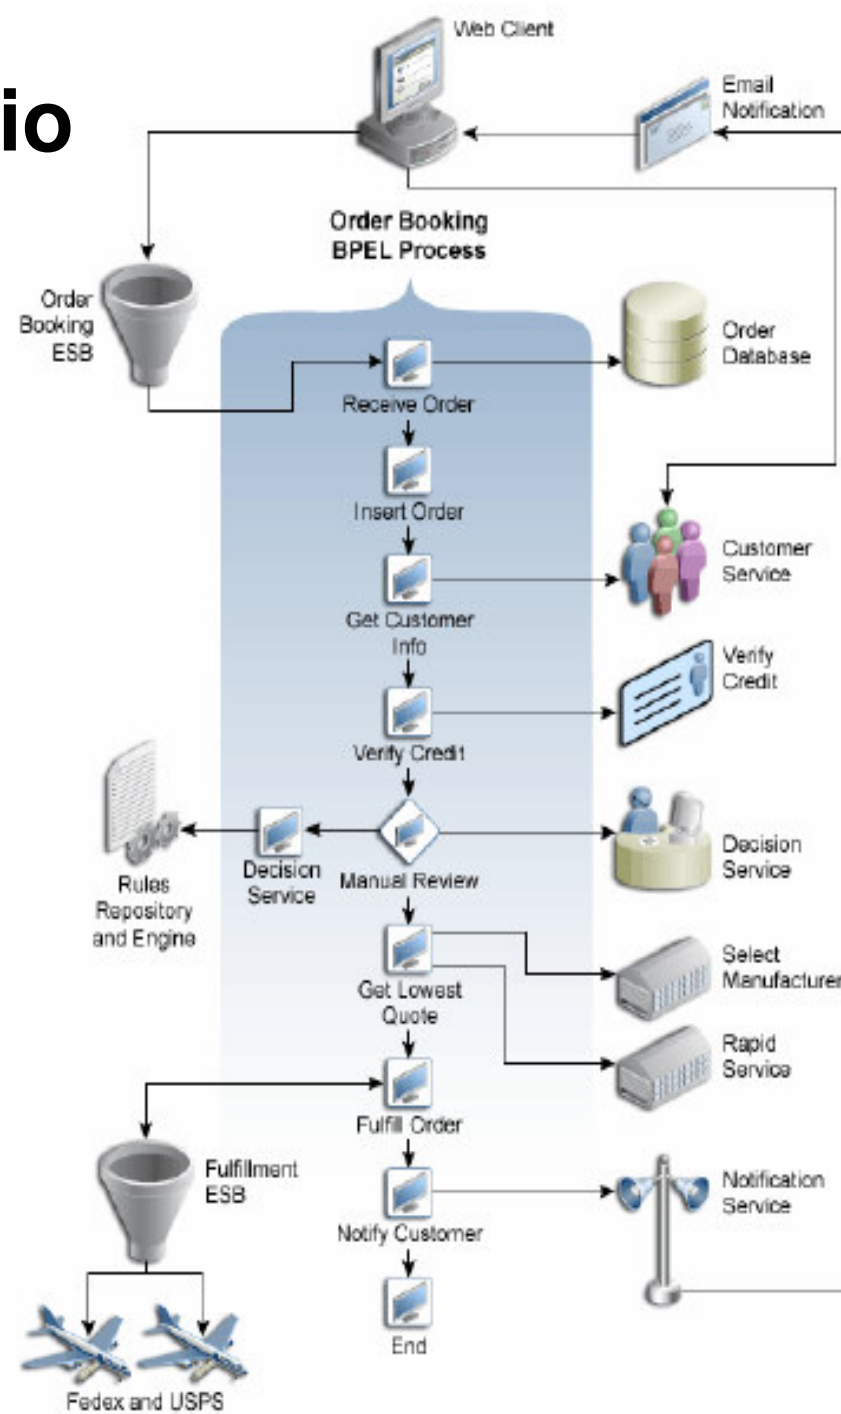 io
Web Client
Email
Notification
Order Booking
BPEL Process
Order
Booking
ESB
Order
Database
Receive Order
Insert Order
Customer
Service
Get Customer
Info
Verify
Credit
Verify Credit
Decision
Service
Manual Review
Decision
Service
Rules
Repository
and Engine
Select
Manufacturer
Get Lowest
Quote
Rapid
Service
Fulfill Order
Fulfillment
ESB
Notification
Service
Notify Customer
End
Fedex and USPS